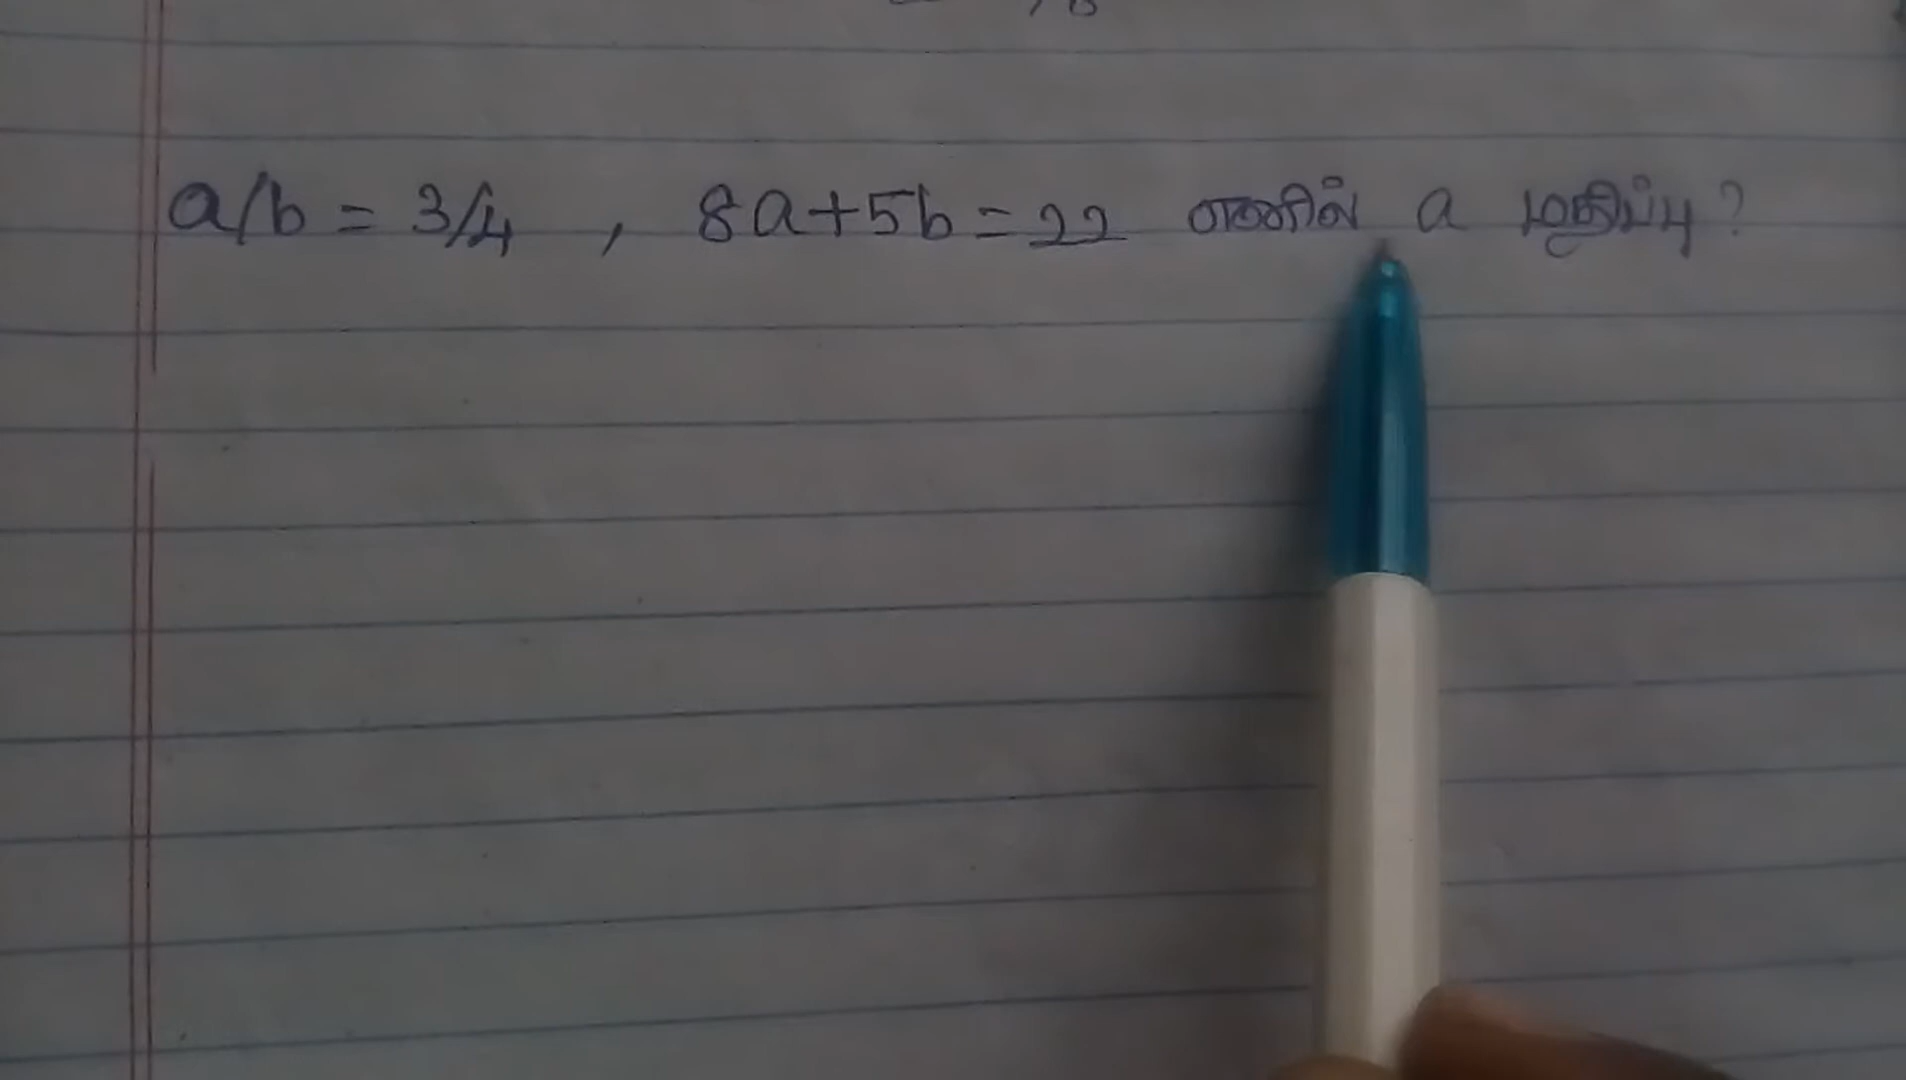 a/b = 3/4 , 8a+5b = 22 எனில் a மதிப்பு?